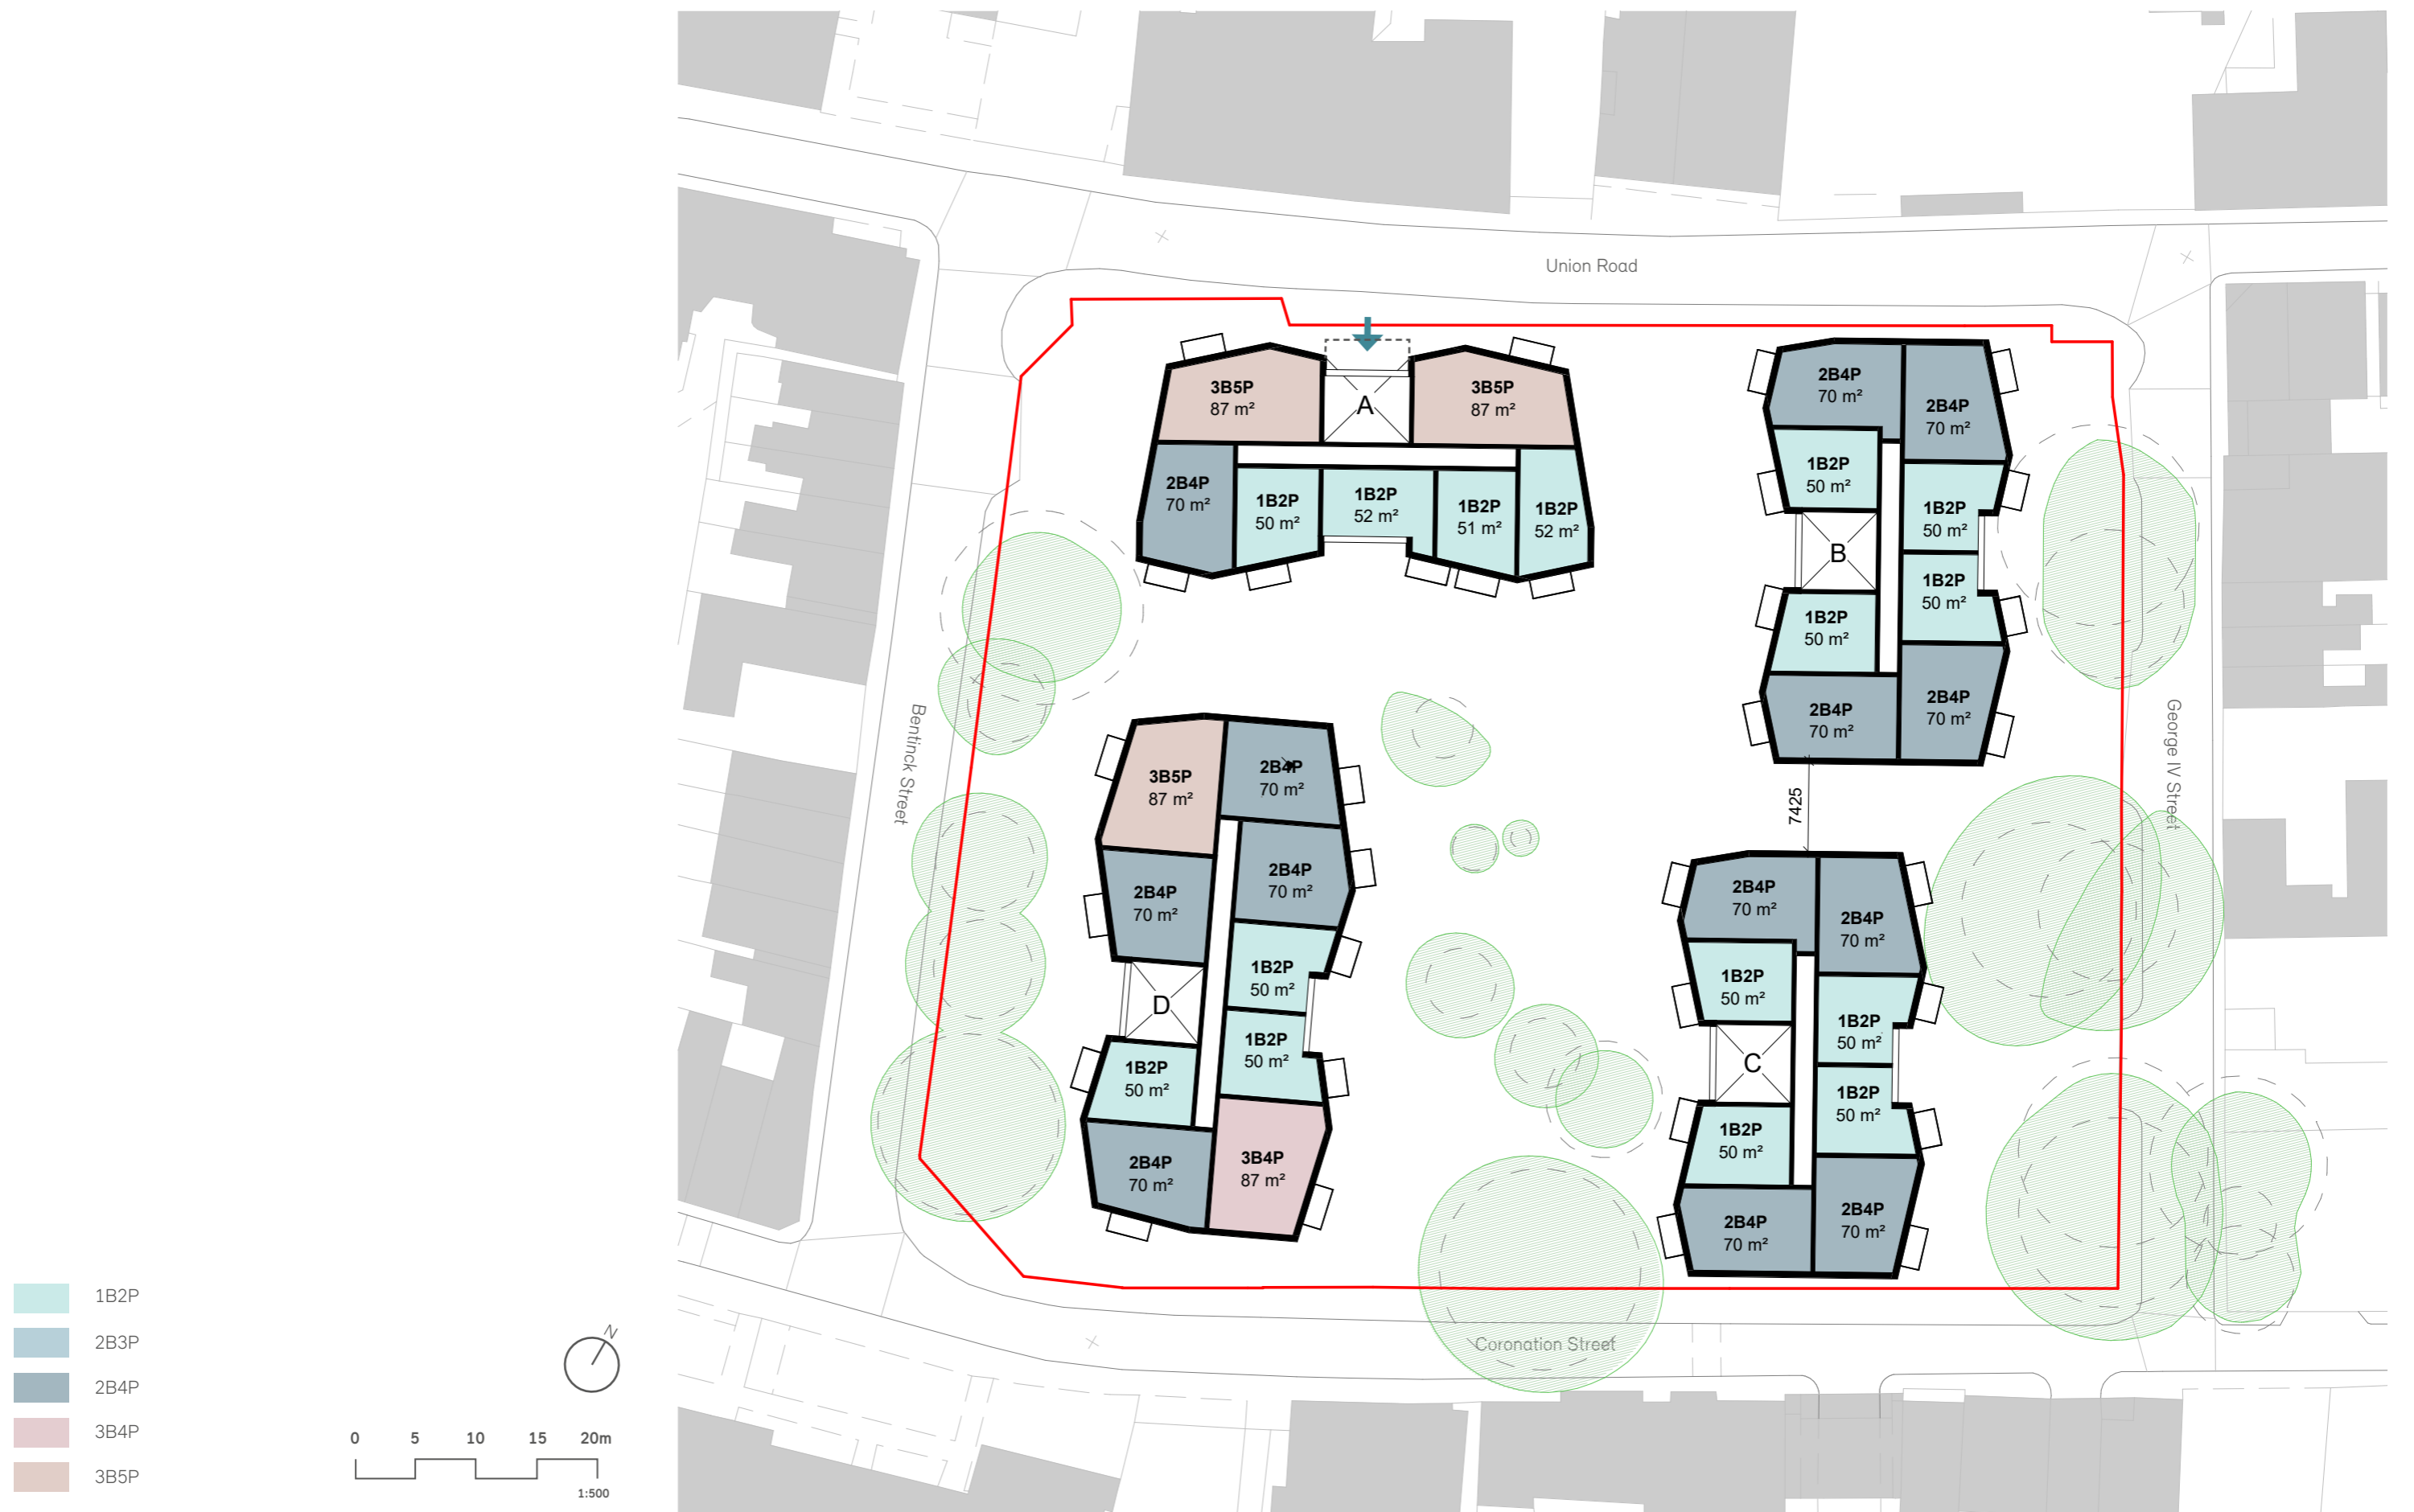 Union Road
3B5P
87 m²
A
3B5P
87 m²
2B4P
70 m²
1B2P
50 m²
1B2P
52 m²
1B2P
51 m²
1B2P
52 m²
2B4P
70 m²
2B4P
70 m²
1B2P
50 m²
1B2P
50 m²
B
1B2P
50 m²
1B2P
50 m²
2B4P
70 m²
2B4P
70 m²
Bentinck Street
George IV Street
7425
3B5P
87 m²
2B4P
70 m²
2B4P
70 m²
2B4P
70 m²
1B2P
50 m²
D
1B2P
50 m²
1B2P
50 m²
2B4P
70 m²
3B4P
87 m²
2B4P
70 m²
2B4P
70 m²
1B2P
50 m²
1B2P
50 m²
C
1B2P
50 m²
1B2P
50 m²
2B4P
70 m²
2B4P
70 m²
Coronation Street
1B2P
2B3P
2B4P
3B4P
3B5P
N
0 5 10 15 20m
1:500